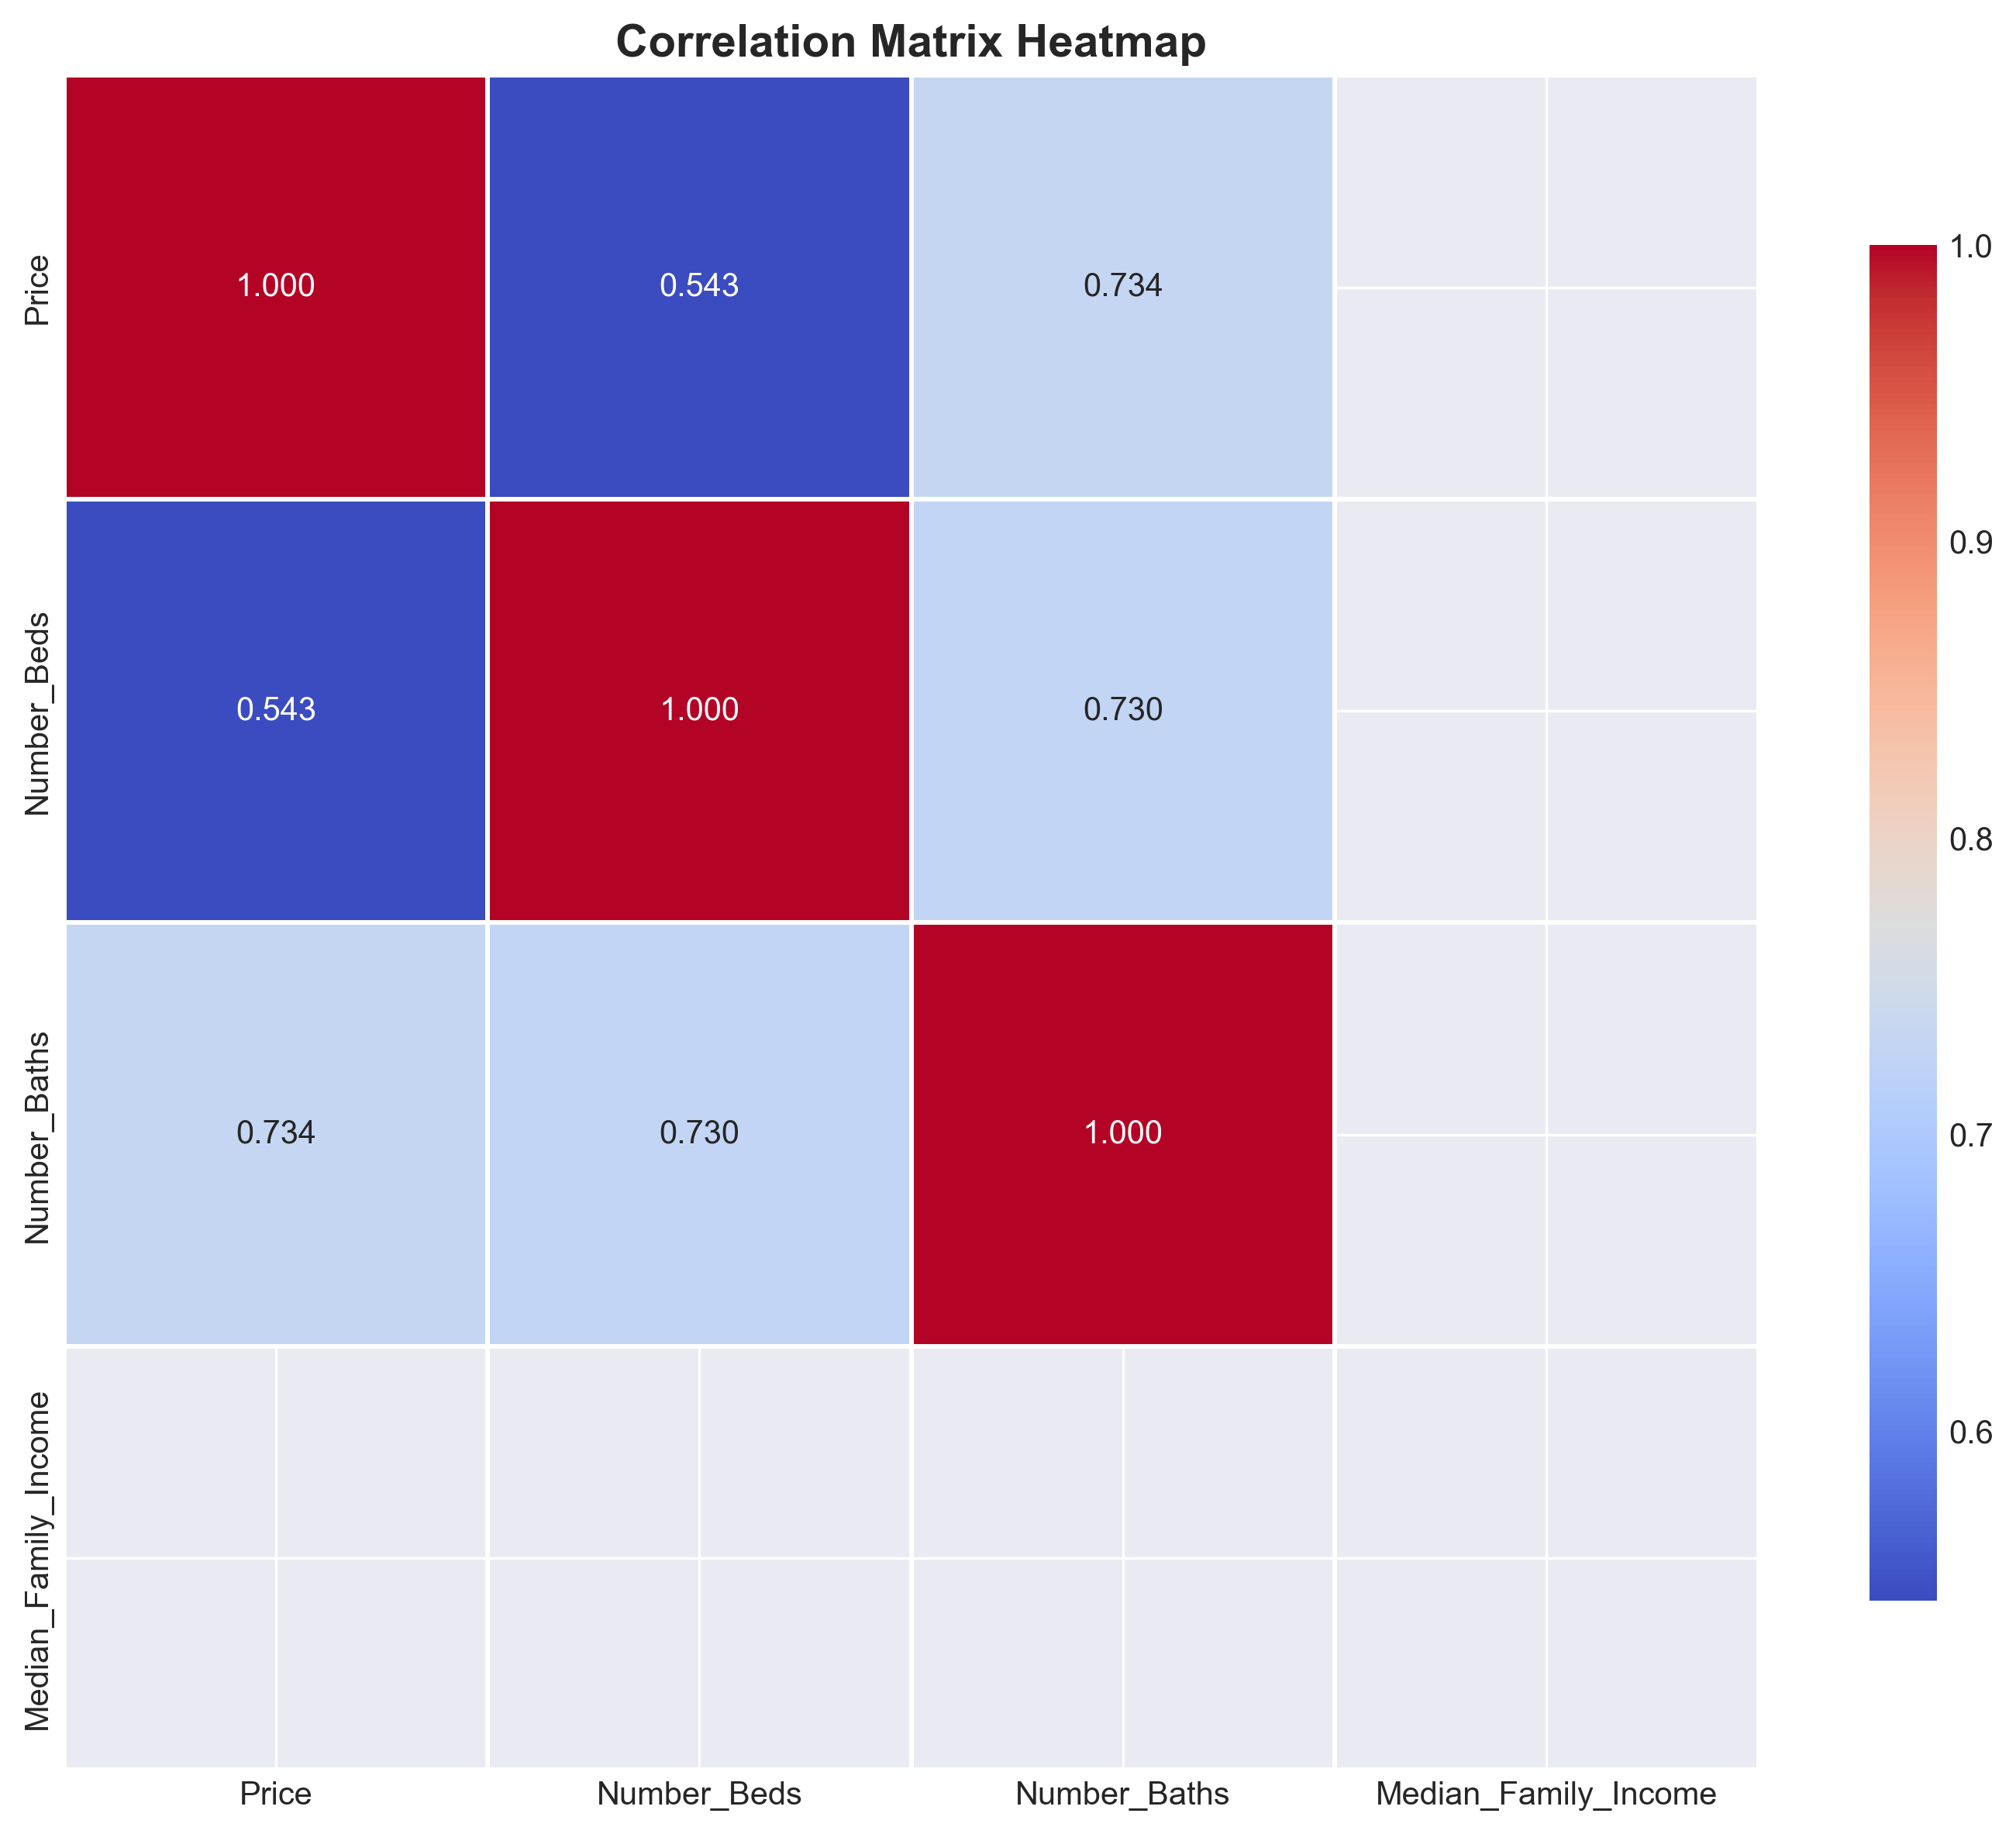 Correlation Matrix Heatmap
Price
1.000
0.543
0.734
Number_Beds
0.543
1.000
0.730
Number_Baths
0.734
0.730
1.000
Median_Family_Income
Price
Number_Beds
Number_Baths
Median_Family_Income
1.0
0.9
0.8
0.7
0.6